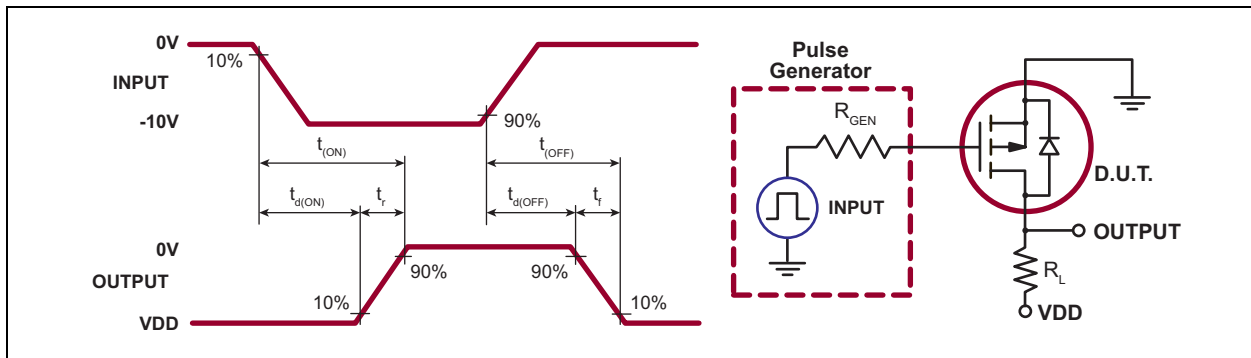 0V
10%
INPUT
-10V
90%
t(ON)
t(OFF)
td(ON)
tr
td(OFF)
tf
0V
OUTPUT
90%
90%
10%
10%
VDD
Pulse
Generator
RGEN
INPUT
D.U.T.
OUTPUT
RL
VDD